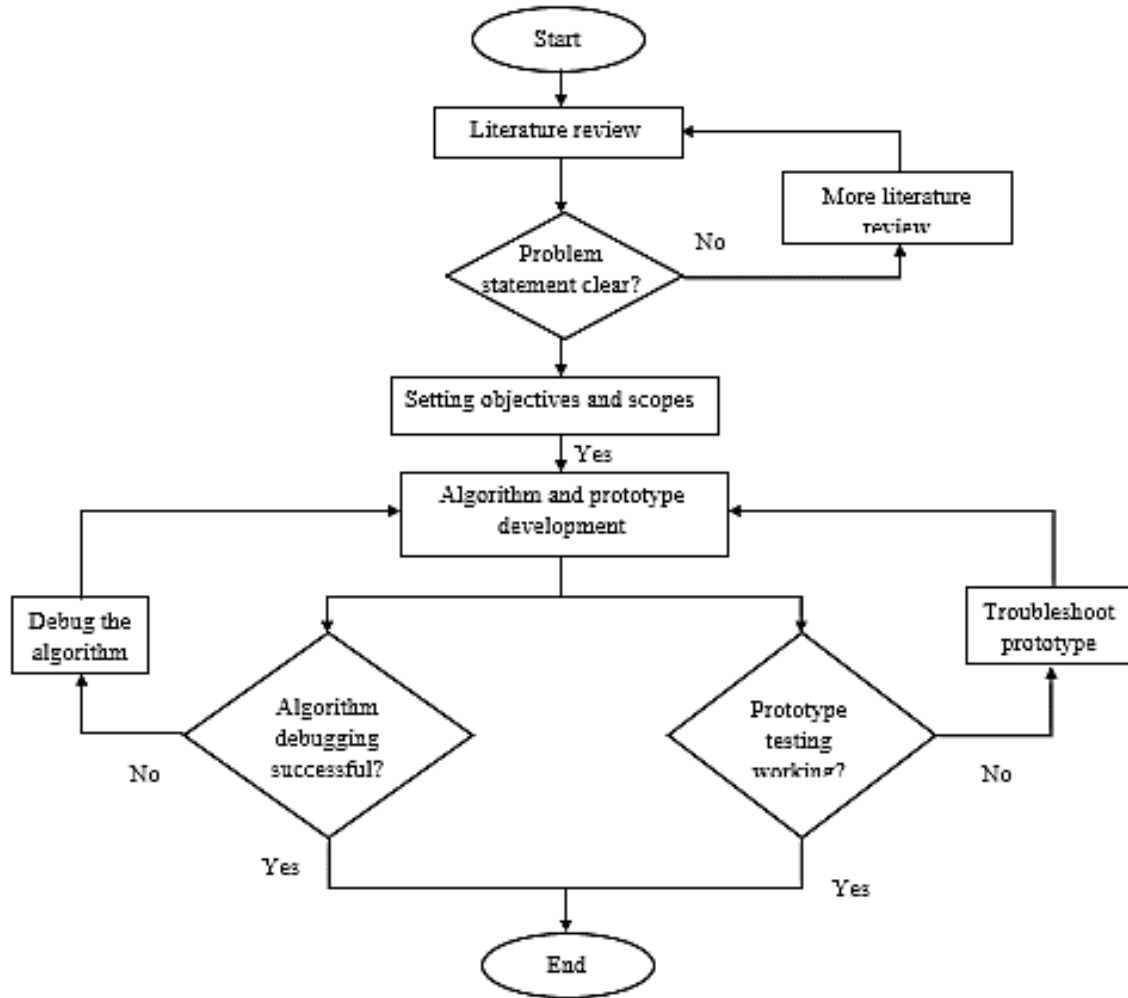 Start
Literature review
More literature
review
No
Problem
statement clear?
Setting objectives and scopes
Yes
Algorithm and prototype
development
Debug the
algorithm
Troubleshoot
prototype
Algorithm
debugging
successful?
Prototype
testing
working?
No
No
Yes
Yes
End